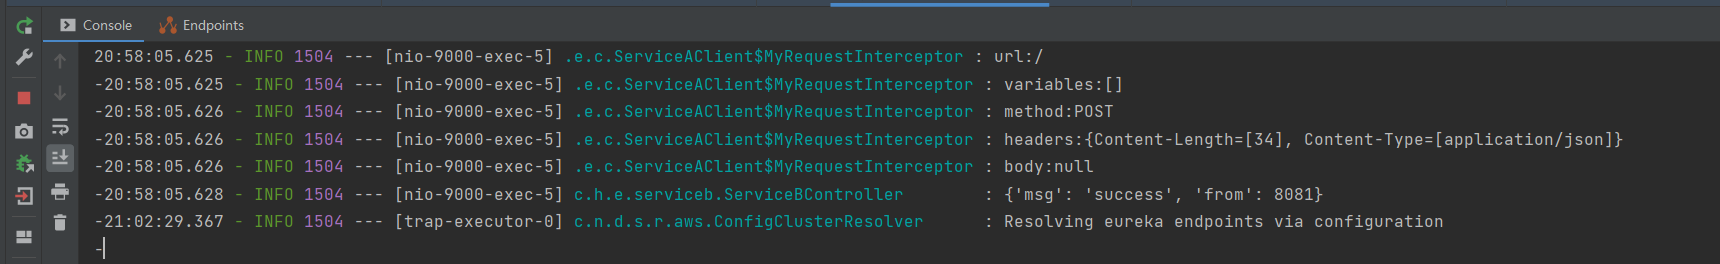 Console Endpoints
20:58:05.625 - INFO 1504 --- [nio-9000-exec-5] .e.c.ServiceAClient$MyRequestInterceptor : url:/
-20:58:05.625 - INFO 1504 --- [nio-9000-exec-5] .e.c.ServiceAClient$MyRequestInterceptor : variables:[]
-20:58:05.626 - INFO 1504 --- [nio-9000-exec-5] .e.c.ServiceAClient$MyRequestInterceptor : method:POST
-20:58:05.626 - INFO 1504 --- [nio-9000-exec-5] .e.c.ServiceAClient$MyRequestInterceptor : headers:{Content-Length=[34], Content-Type=[application/json]}
-20:58:05.626 - INFO 1504 --- [nio-9000-exec-5] .e.c.ServiceAClient$MyRequestInterceptor : body:null
-20:58:05.628 - INFO 1504 --- [nio-9000-exec-5] c.h.e.serviceb.ServiceBController : {'msg': 'success', 'from': 8081}
-21:02:29.367 - INFO 1504 --- [trap-executor-0] c.n.d.s.r.aws.ConfigClusterResolver : Resolving eureka endpoints via configuration
-